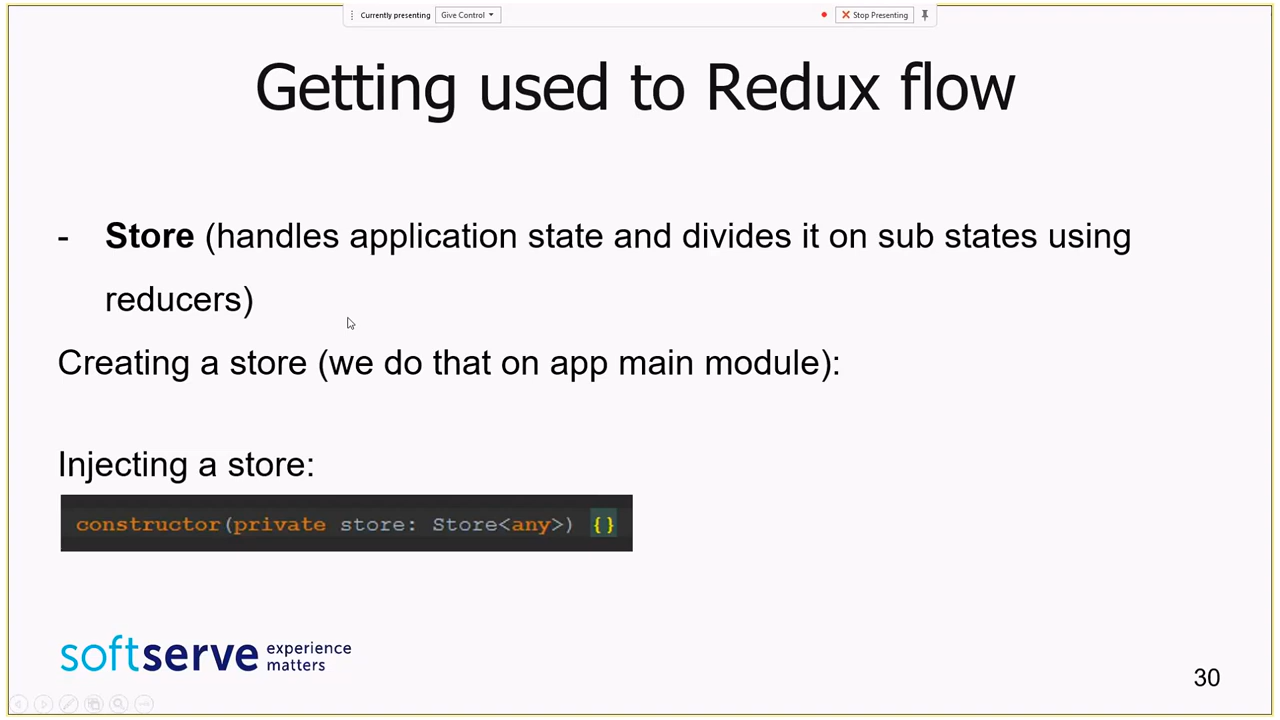 Currently presenting Give Control Stop Presenting
Getting used to Redux flow
- Store (handles application state and divides it on sub states using
reducers)
Creating a store (we do that on app main module):
Injecting a store:
constructor(private store: Store<any>) {}
softserve experience
matters
30